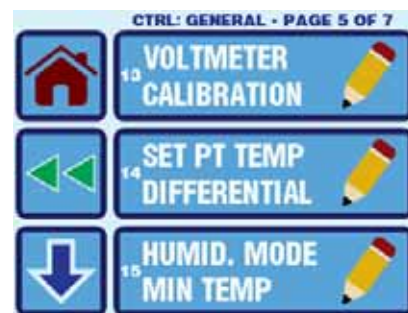 CTRL: GENERAL - PAGE 5 OF 7
13 VOLTMETER
CALIBRATION
14 SET PT TEMP
DIFFERENTIAL
15 HUMID. MODE
MIN TEMP